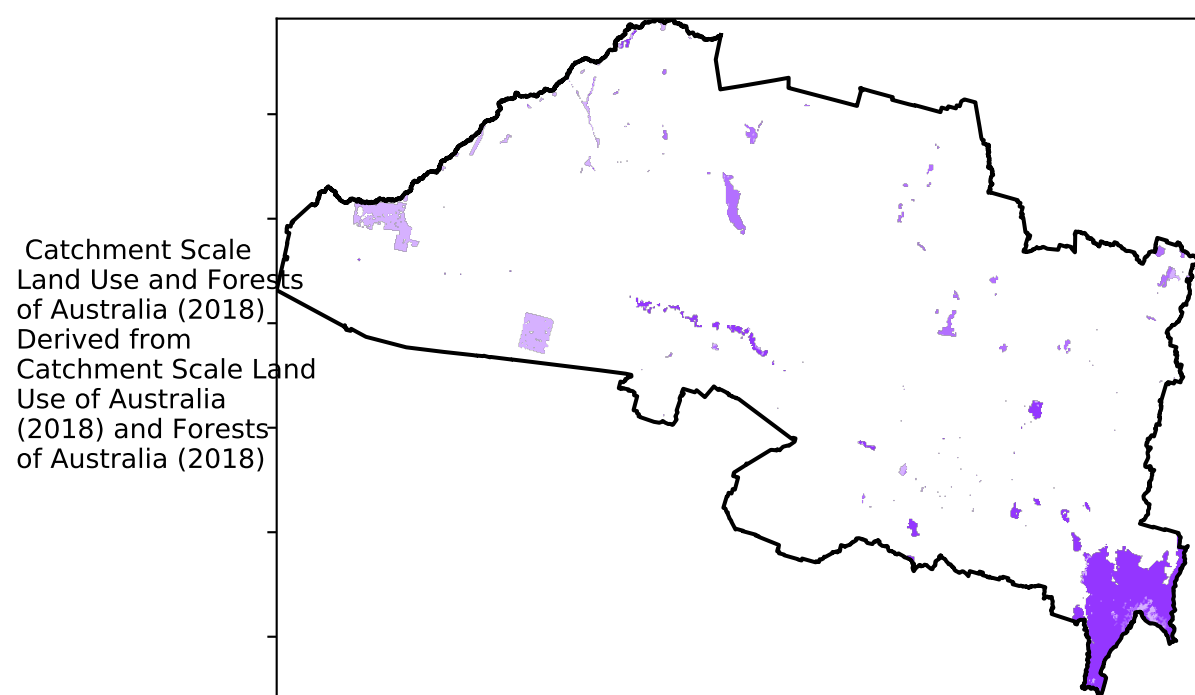 Catchment Scale
Land Use and Forests
of Australia (2018)
Derived from
Catchment Scale Land
Use of Australia
(2018) and Forests
of Australia (2018)